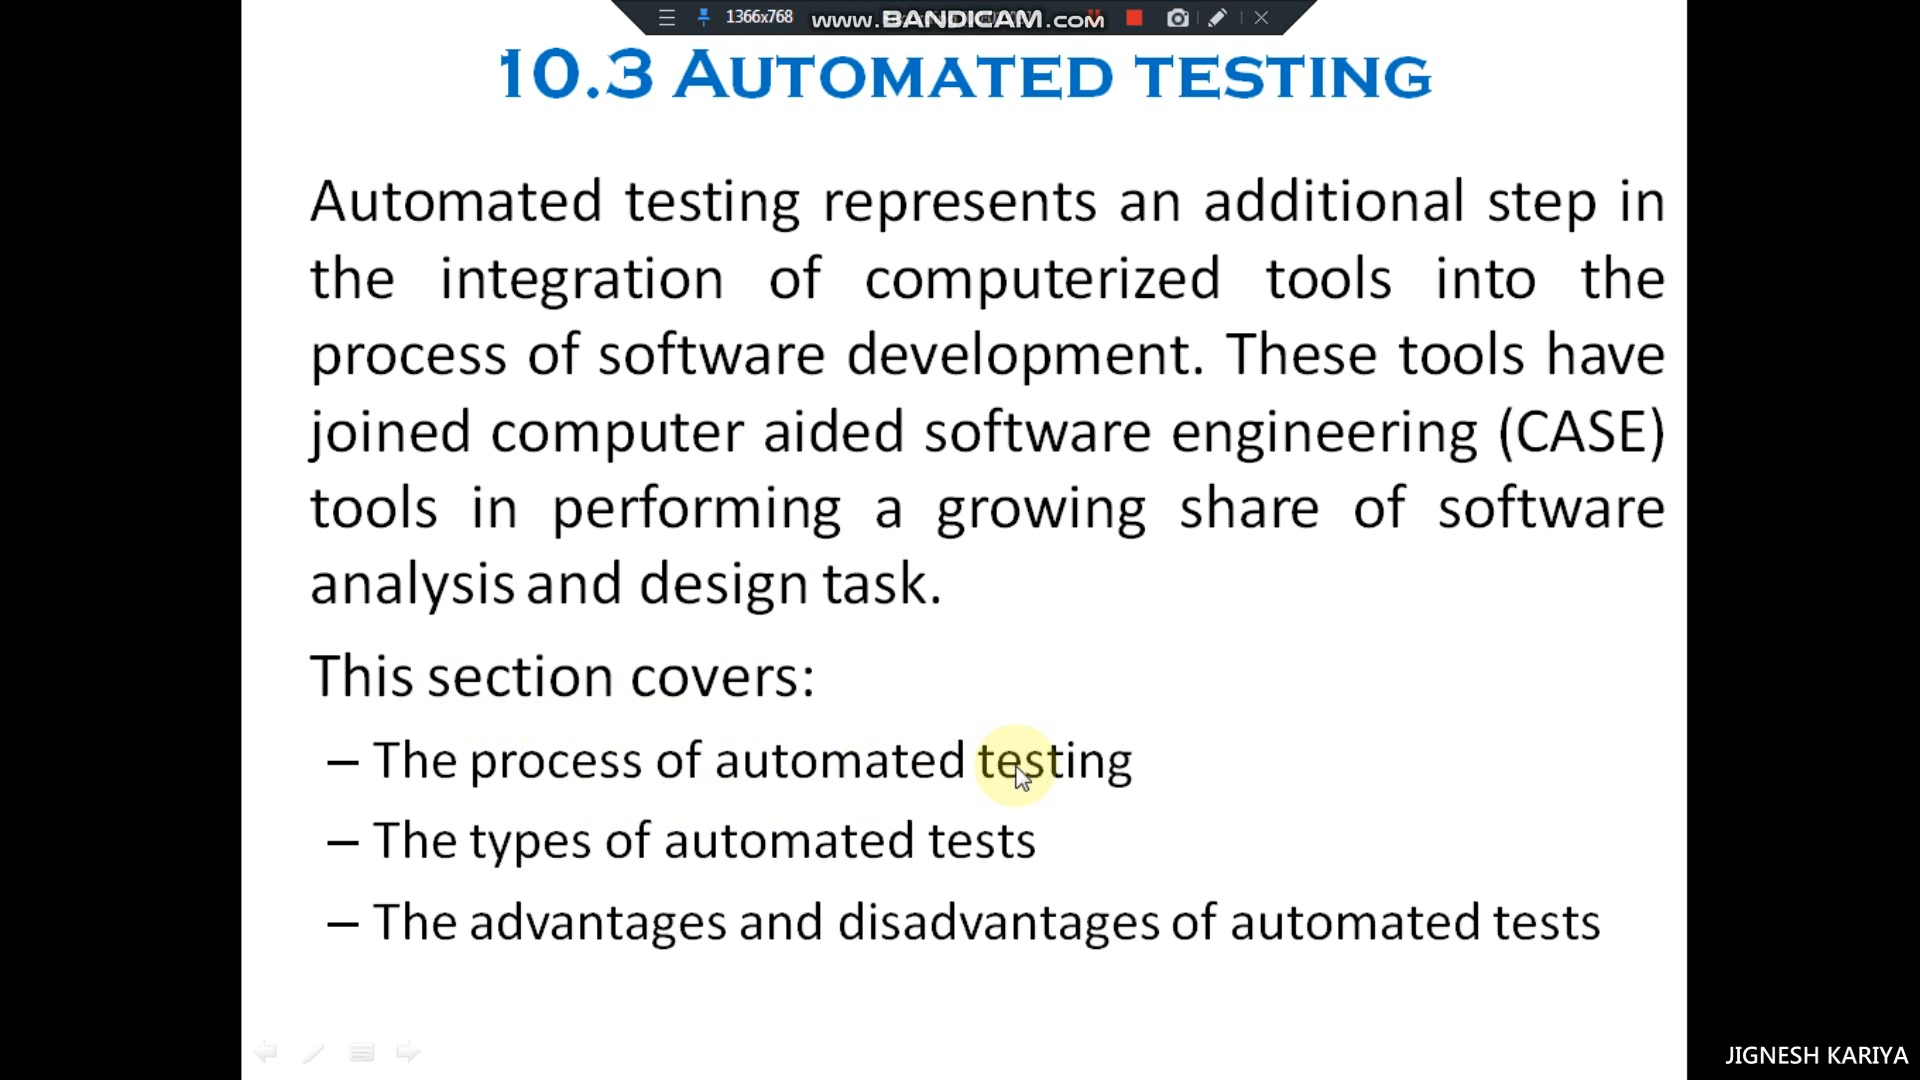 1366x768
www.BANDICAM.com
10.3 AUTOMATED TESTING
Automated testing represents an additional step in
the integration of computerized tools into the
process of software development. These tools have
joined computer aided software engineering (CASE)
tools in performing a growing share of software
analysis and design task.
This section covers:
– The process of automated testing
– The types of automated tests
– The advantages and disadvantages of automated tests
JIGNESH KARIYA